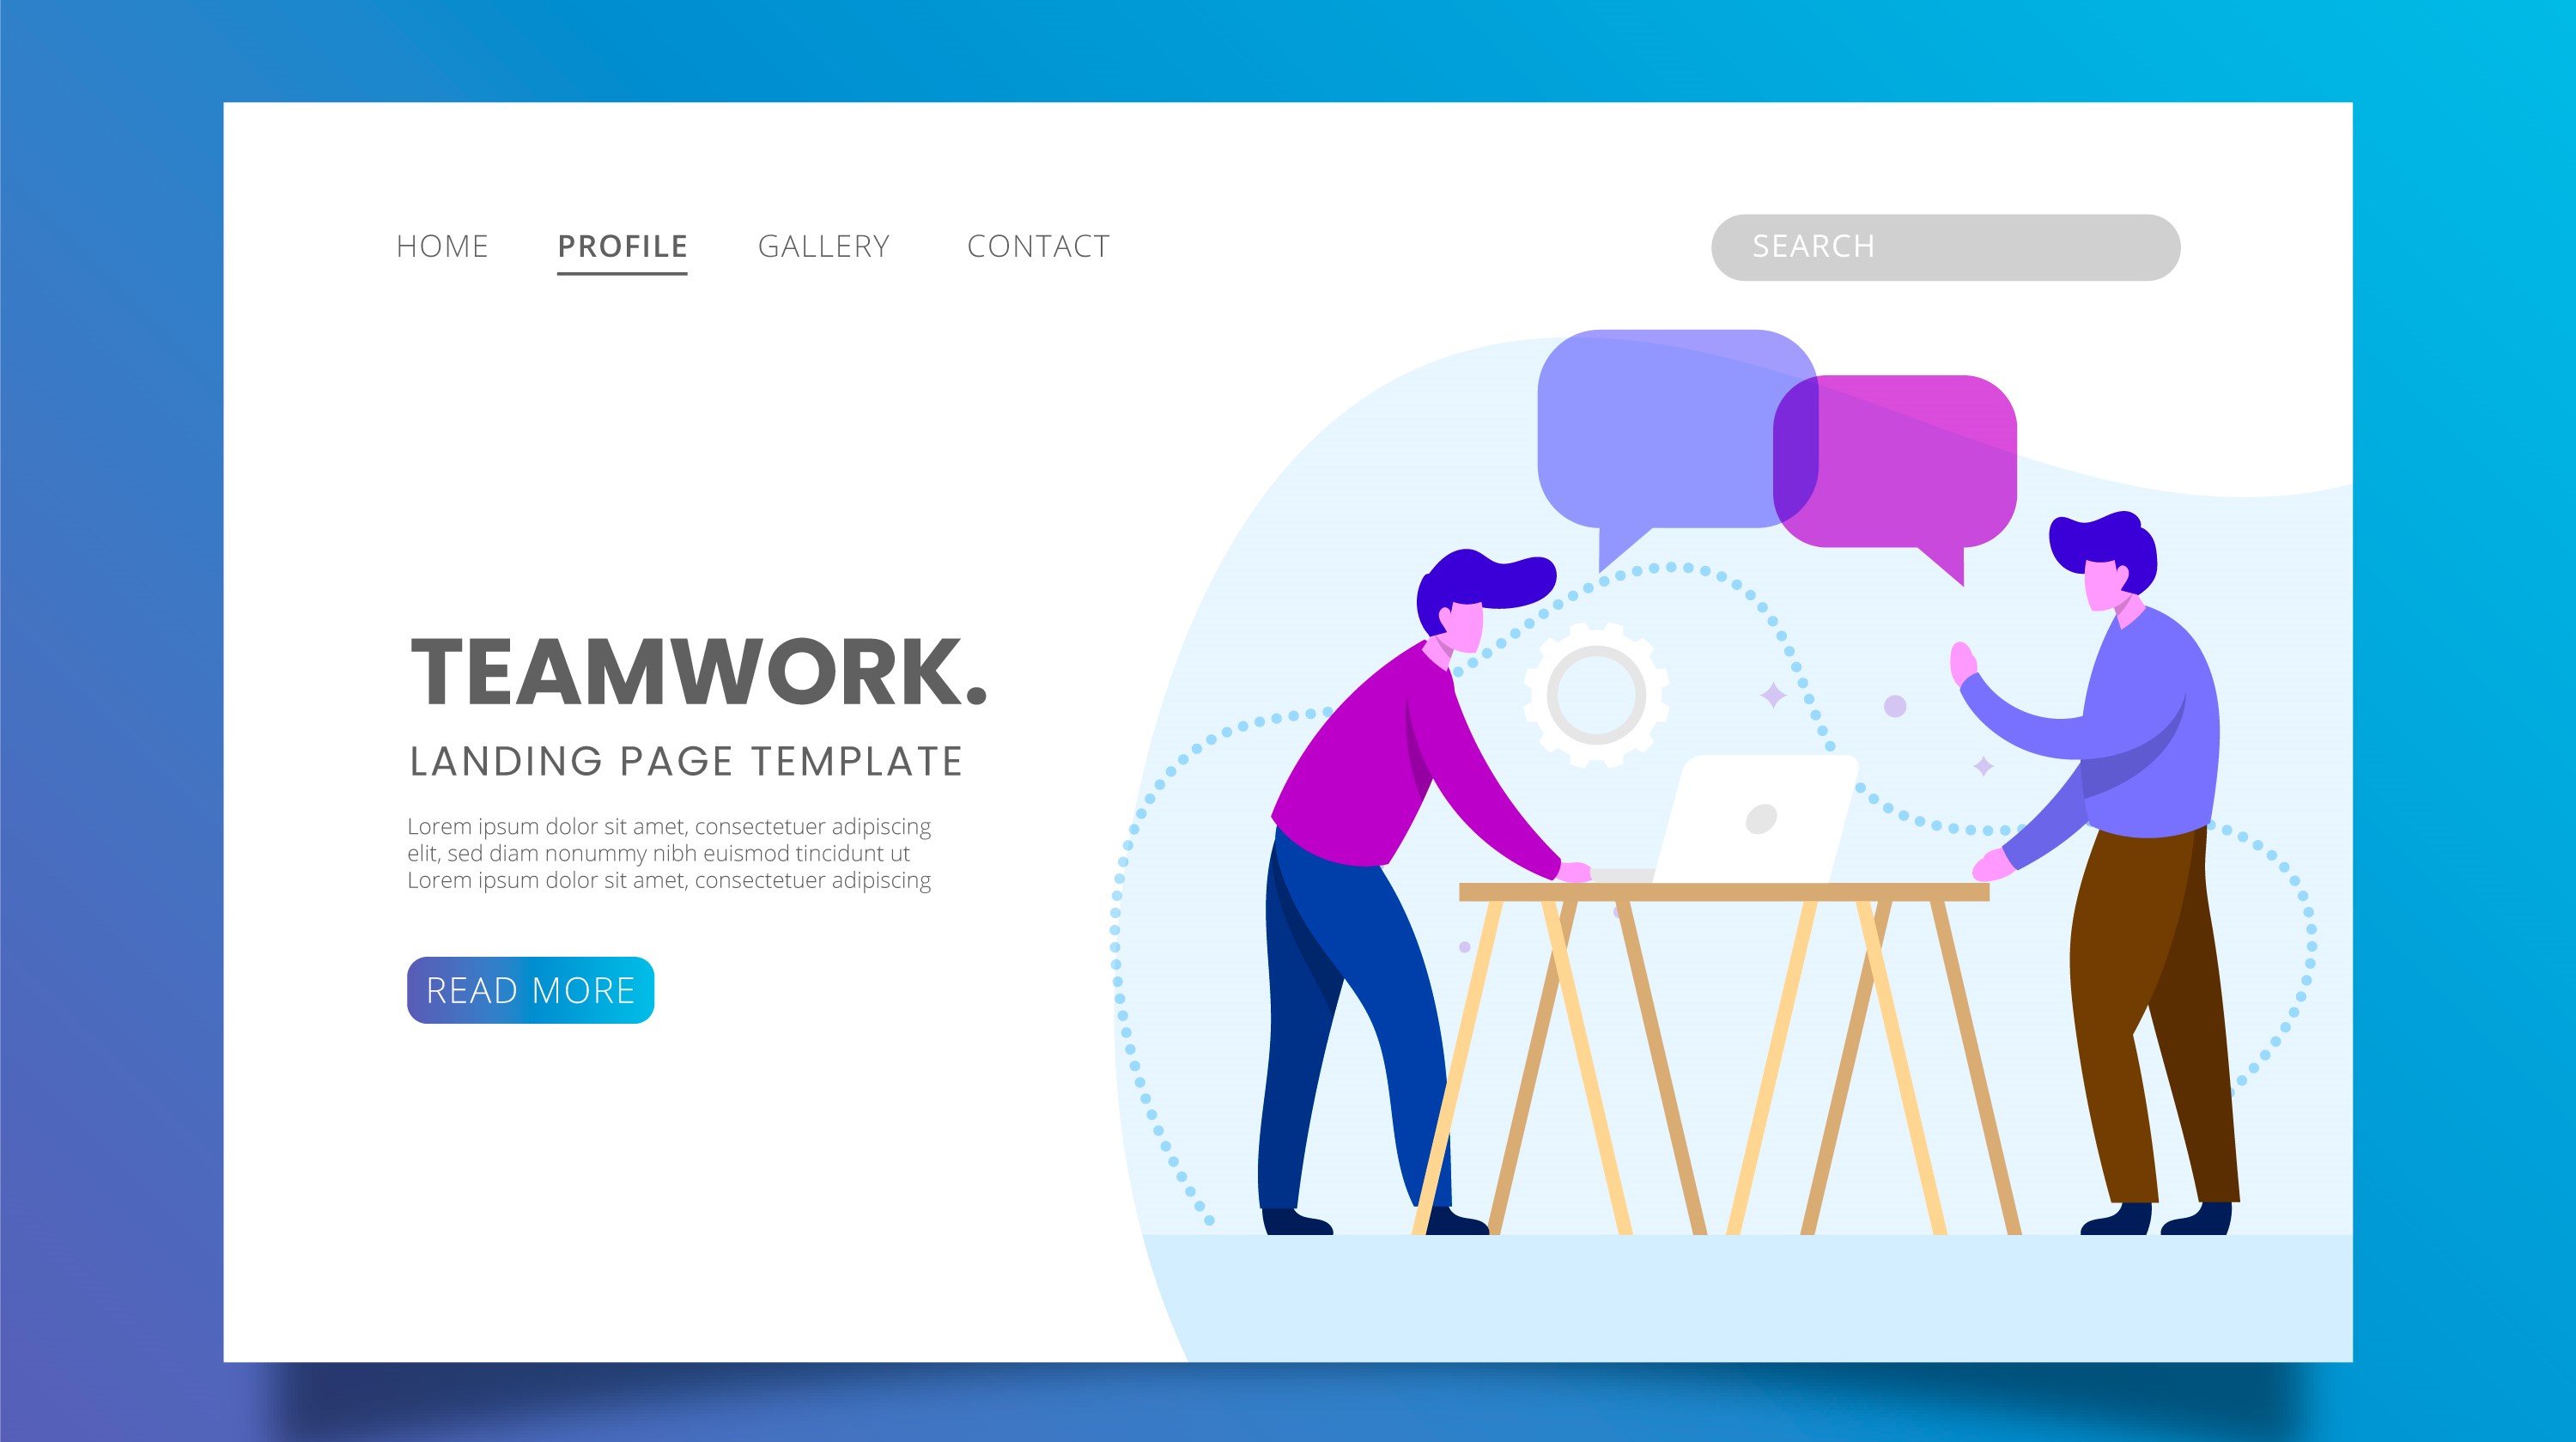 HOME PROFILE GALLERY CONTACT SEARCH
TEAMWORK.
LANDING PAGE TEMPLATE
Lorem ipsum dolor sit amet, consectetuer adipiscing
elit, sed diam nonummy nibh euismod tincidunt ut
Lorem ipsum dolor sit amet, consectetuer adipiscing
READ MORE